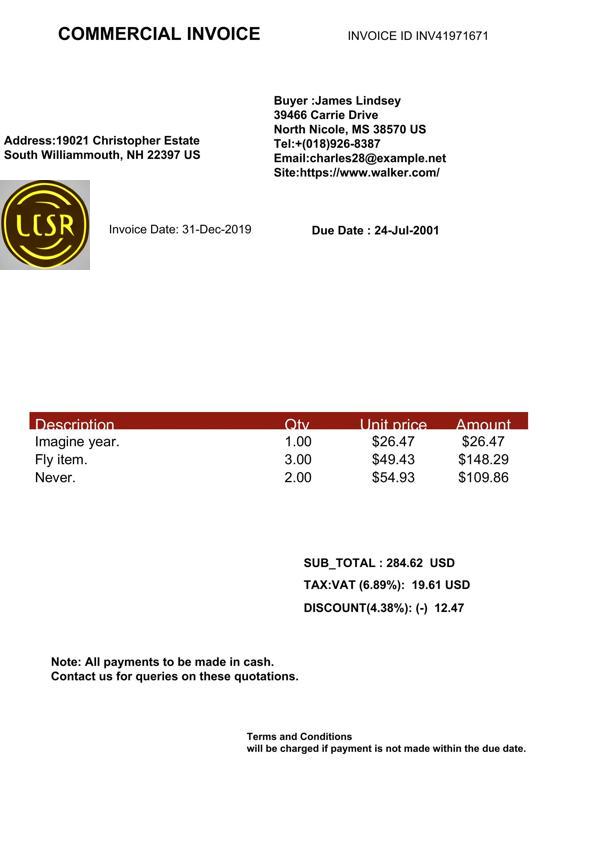 COMMERCIAL INVOICE
INVOICE ID INV41971671
Buyer :James Lindsey
39466 Carrie Drive
North Nicole, MS 38570 US
Tel:+(018)926-8387
Email:charles28@example.net
Site:https://www.walker.com/
Address:19021 Christopher Estate
South Williammouth, NH 22397 US
LCSR
Invoice Date: 31-Dec-2019
Due Date : 24-Jul-2001
Description Qty Unit price Amount
Imagine year. 1.00 $26.47 $26.47
Fly item. 3.00 $49.43 $148.29
Never. 2.00 $54.93 $109.86
SUB_TOTAL : 284.62 USD
TAX:VAT (6.89%): 19.61 USD
DISCOUNT(4.38%): (-) 12.47
Note: All payments to be made in cash.
Contact us for queries on these quotations.
Terms and Conditions
will be charged if payment is not made within the due date.